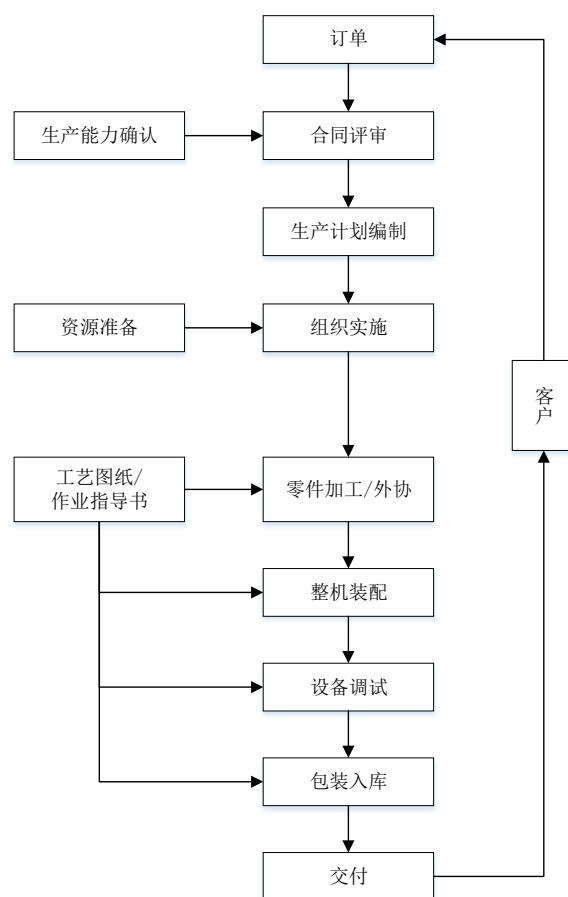 订单
生产能力确认
合同评审
生产计划编制
资源准备
组织实施
客
户
工艺图纸/
作业指导书
零件加工/外协
整机装配
设备调试
包装入库
交付